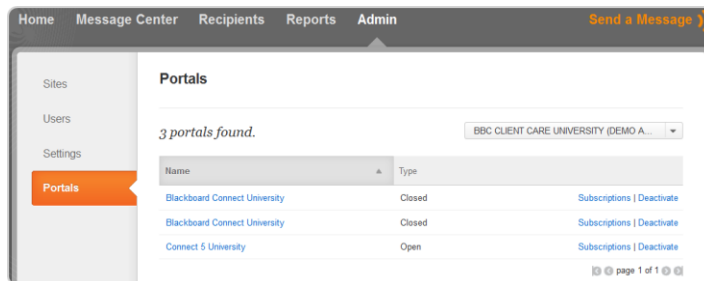 Home Message Center Recipients Reports Admin Send a Message
Sites
Users
Settings
Portals
Portals
3 portals found. BBC CLIENT CARE UNIVERSITY (DEMO A...
Name Type
Blackboard Connect University Closed Subscriptions | Deactivate
Blackboard Connect University Closed Subscriptions | Deactivate
Connect 5 University Open Subscriptions | Deactivate
page 1 of 1